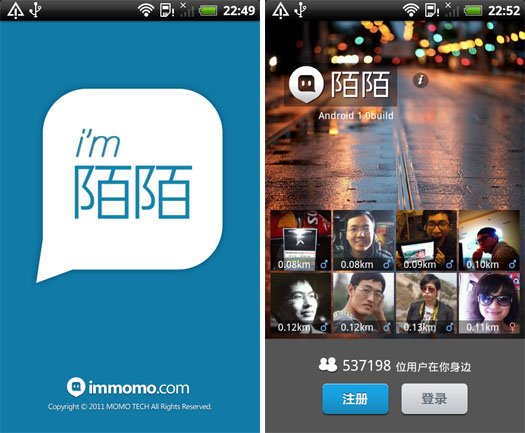 22:49
i'm
陌陌
immomo.com
Copyright © 2011 MOMO TECH All Rights Reserved.
22:52
陌陌
i
Android 1.0build
0.08km ♂
0.08km ♂
0.09km ♂
0.10km ♂
0.12km ♂
0.12km ♂
0.13km ♂
0.11km ♀
537198 位用户在你身边
注册
登录